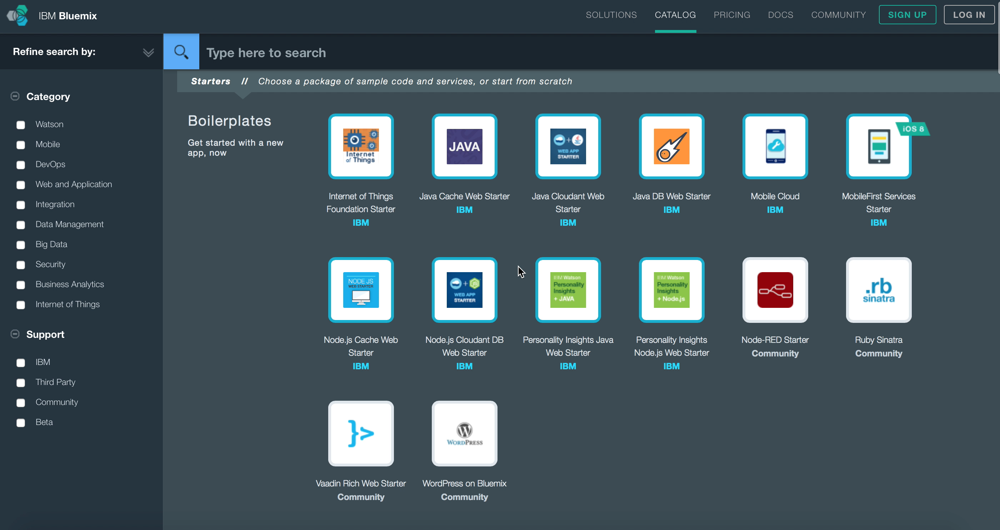 IBM Bluemix
SOLUTIONS CATALOG PRICING DOCS COMMUNITY SIGN UP LOG IN
Refine search by:
Type here to search
Starters // Choose a package of sample code and services, or start from scratch
Category
Watson
Mobile
DevOps
Web and Application
Integration
Data Management
Big Data
Security
Business Analytics
Internet of Things
Support
IBM
Third Party
Community
Beta
Boilerplates
Get started with a new
app, now
Internet
of Things
Internet of Things
Foundation Starter
IBM
JAVA
Java Cache Web Starter
IBM
WEB APP
STARTER
Java Cloudant Web
Starter
IBM
Java DB Web Starter
IBM
Mobile Cloud
IBM
iOS 8
MobileFirst Services
Starter
IBM
NODE JS
WEB STARTER
Node.js Cache Web
Starter
IBM
JS
WEB APP
STARTER
Node.js Cloudant DB
Web Starter
IBM
IBM Watson
Personality
Insights
+ JAVA
Personality Insights Java
Web Starter
IBM
IBM Watson
Personality
Insights
+ Node.js
Personality Insights
Node.js Web Starter
IBM
Node-RED Starter
Community
.rb
sinatra
Ruby Sinatra
Community
}>
Vaadin Rich Web Starter
Community
WORDPRESS
WordPress on Bluemix
Community